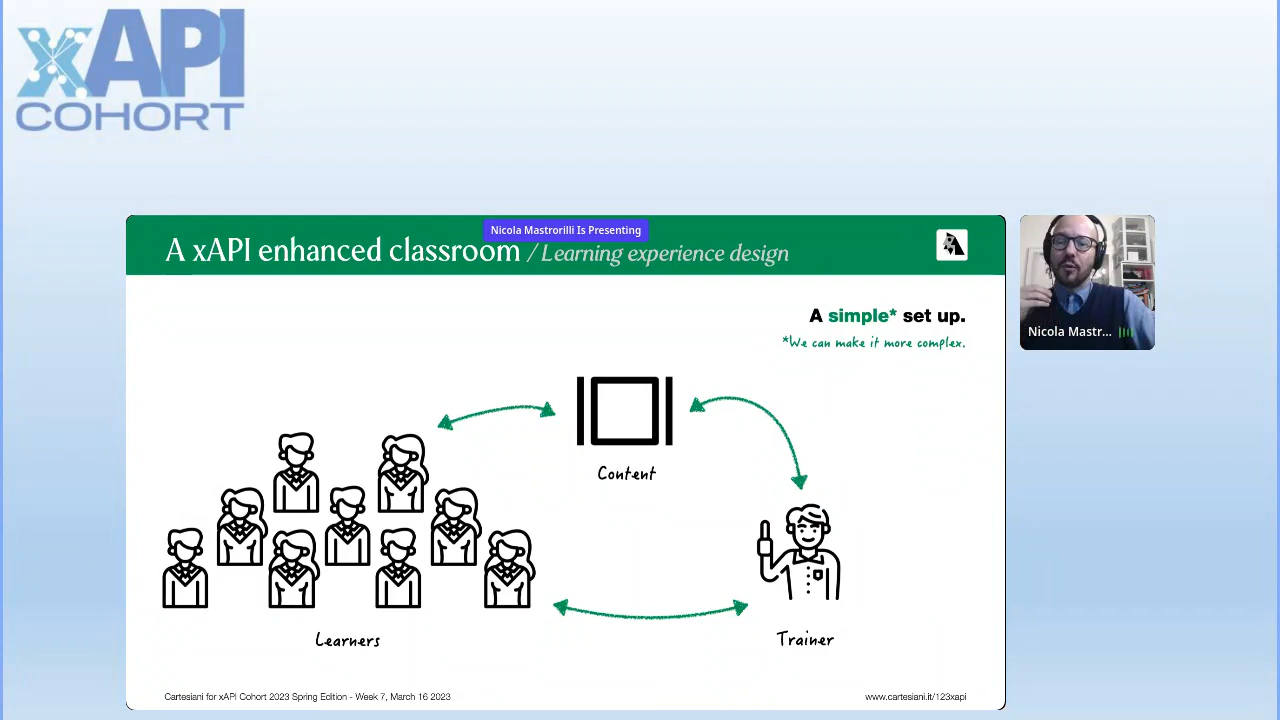 xAPI
COHORT
Nicola Mastrorilli Is Presenting
A xAPI enhanced classroom / Learning experience design
A simple* set up.
*We can make it more complex.
Nicola Mastr...
Content
Learners
Trainer
Cartesiani for xAPI Cohort 2023 Spring Edition - Week 7, March 16 2023
www.cartesiani.it/123xapi